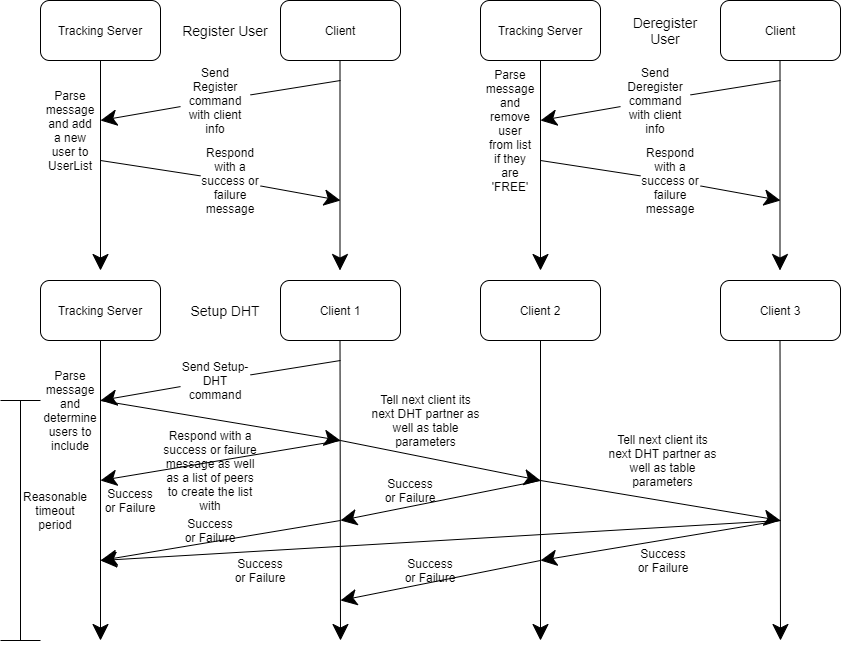 Tracking Server
Register User
Client
Tracking Server
Deregister
User
Client
Send
Register
command
with client
info
Parse
message
and add
a new
user to
UserList
Respond
with a
success or
failure
message
Parse
message
and
remove
user
from list
if they
are
'FREE'
Send
Deregister
command
with client
info
Respond
with a
success or
failure
message
Tracking Server
Setup DHT
Client 1
Client 2
Client 3
Send Setup-
DHT
command
Parse
message
and
determine
users to
include
Tell next client its
next DHT partner as
well as table
parameters
Respond with a
success or failure
message as well
as a list of peers
to create the list
with
Tell next client its
next DHT partner as
well as table
parameters
Reasonable
timeout
period
Success
or Failure
Success
or Failure
Success
or Failure
Success
or Failure
Success
or Failure
Success
or Failure